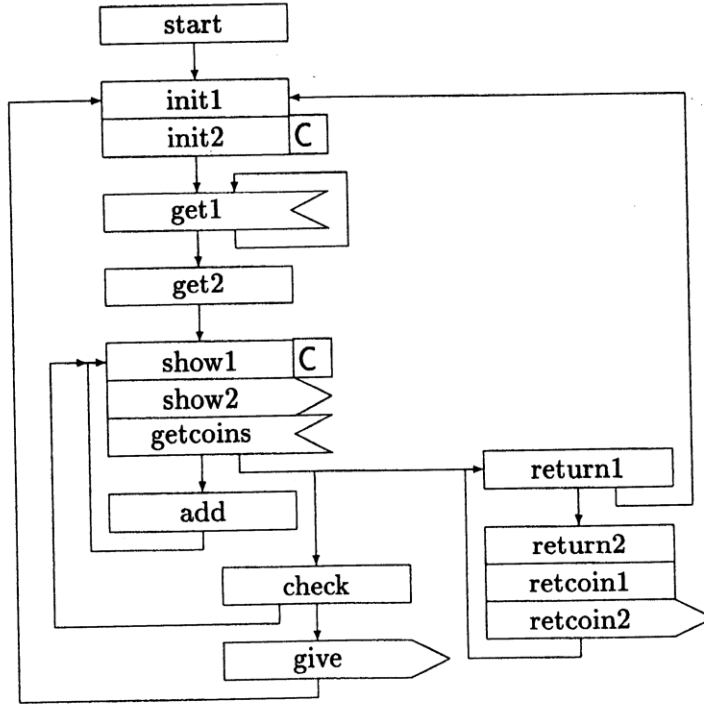 start
init1
init2 C
get1
get2
show1 C
show2
getcoins
return1
add
return2
check
retcoin1
retcoin2
give